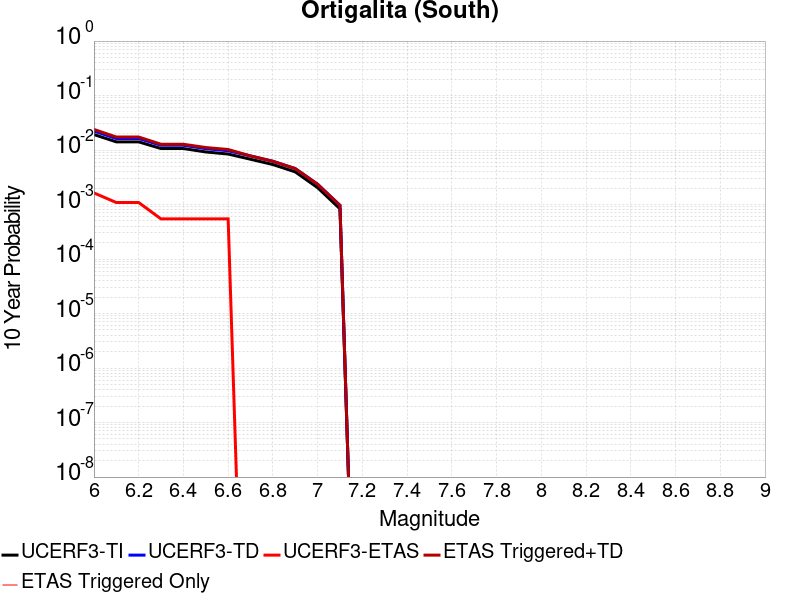 Ortigalita (South)
10^0
10^-1
10^-2
10^-3
10^-4
10^-5
10^-6
10^-7
10^-8
10 Year Probability
6 6.2 6.4 6.6 6.8 7 7.2 7.4 7.6 7.8 8 8.2 8.4 8.6 8.8 9
Magnitude
UCERF3-TI UCERF3-TD UCERF3-ETAS ETAS Triggered+TD
ETAS Triggered Only